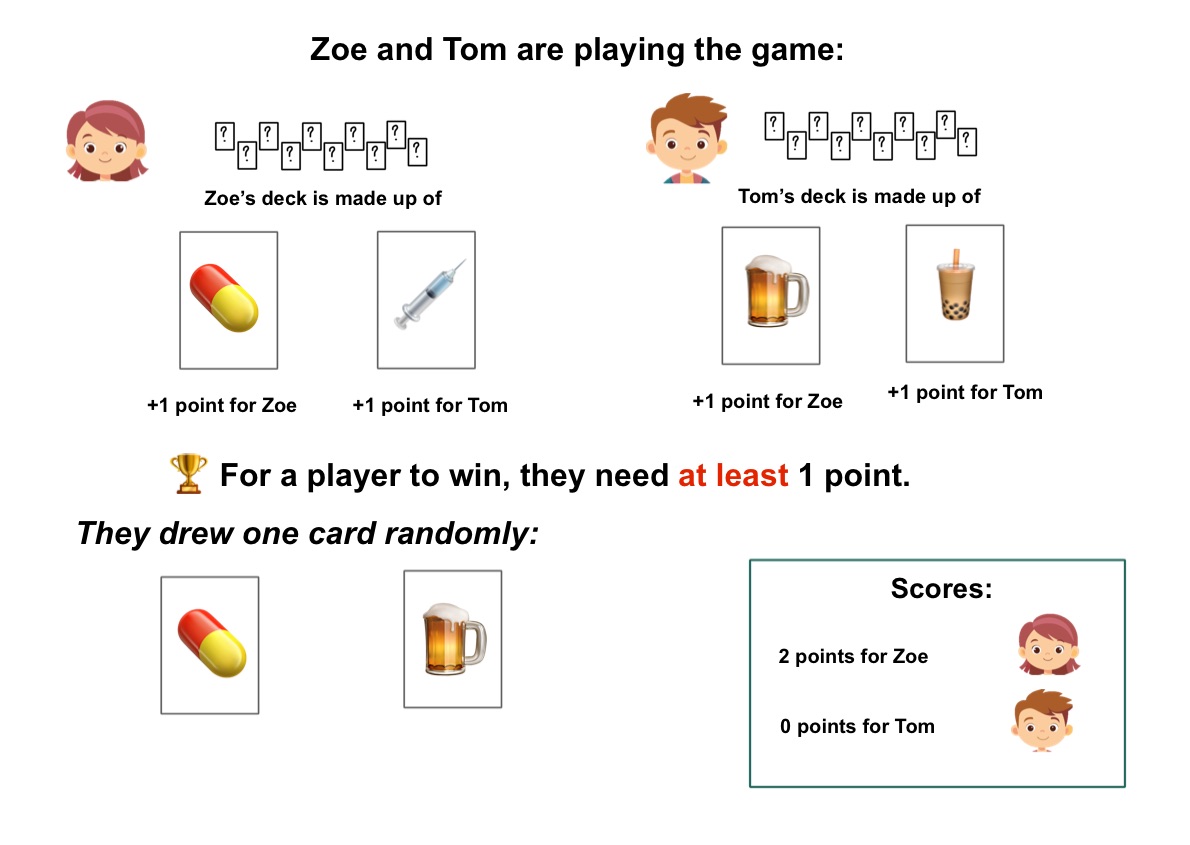 Zoe and Tom are playing the game:
? ? ? ? ? ? ? ? ? ?
? ? ? ? ? ? ? ? ? ?
Zoe’s deck is made up of
Tom’s deck is made up of
+1 point for Zoe
+1 point for Tom
+1 point for Zoe
+1 point for Tom
For a player to win, they need at least 1 point.
They drew one card randomly:
Scores:
2 points for Zoe
0 points for Tom